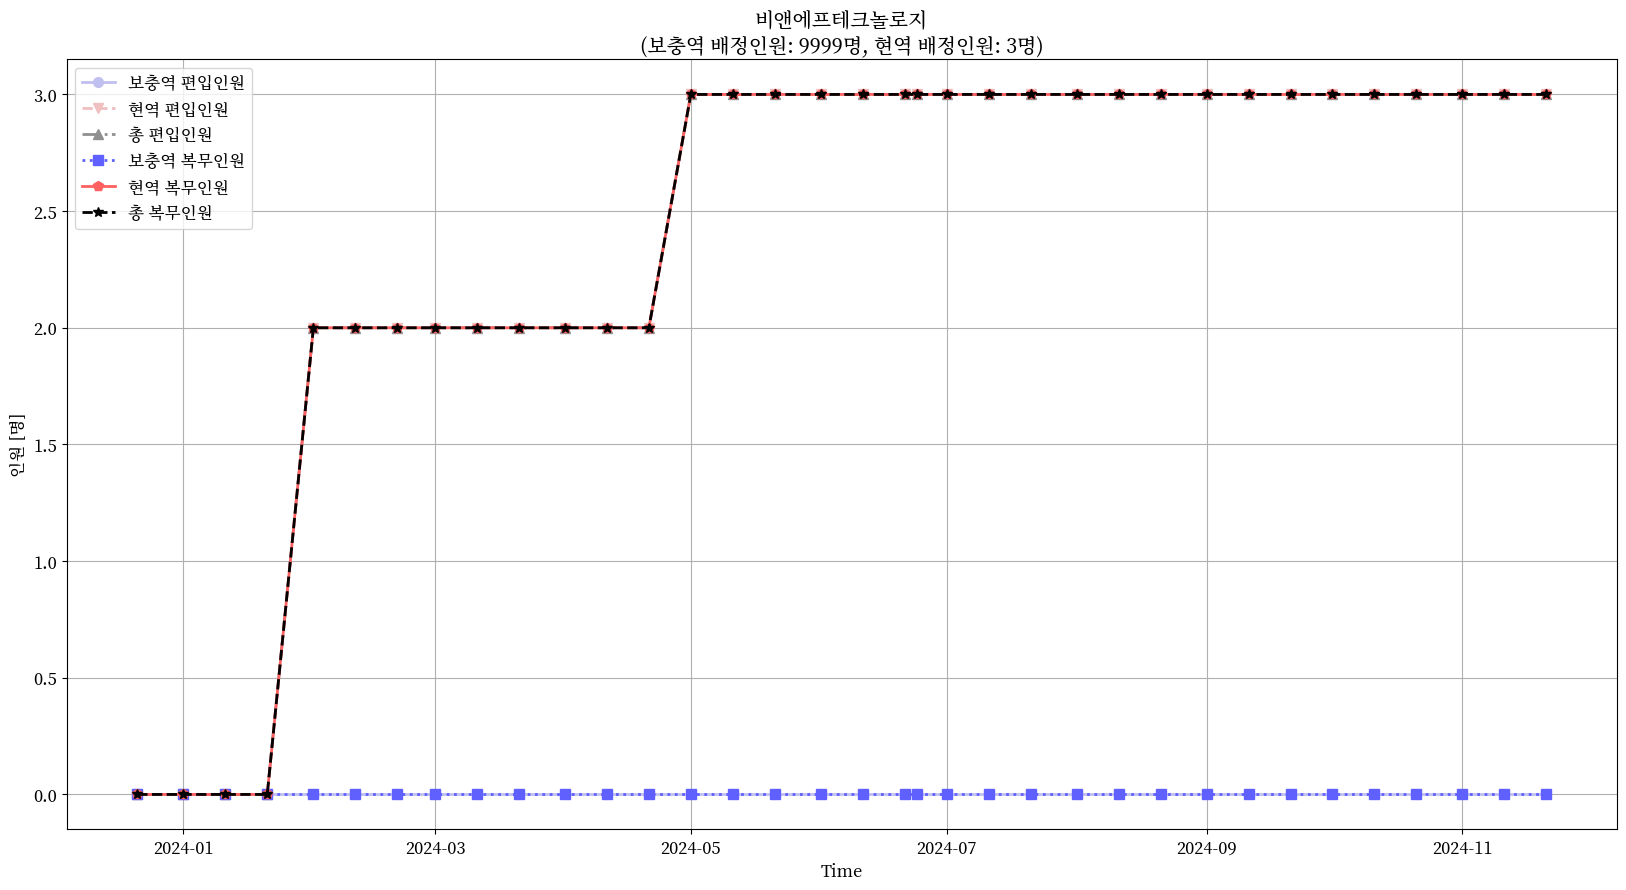 비앤에프테크놀로지
(보충역 배정인원: 9999명, 현역 배정인원: 3명)
보충역 편입인원
현역 편입인원
총 편입인원
보충역 복무인원
현역 복무인원
총 복무인원
3.0
2.5
2.0
1.5
1.0
0.5
0.0
인원 [명]
2024-01
2024-03
2024-05
2024-07
2024-09
2024-11
Time